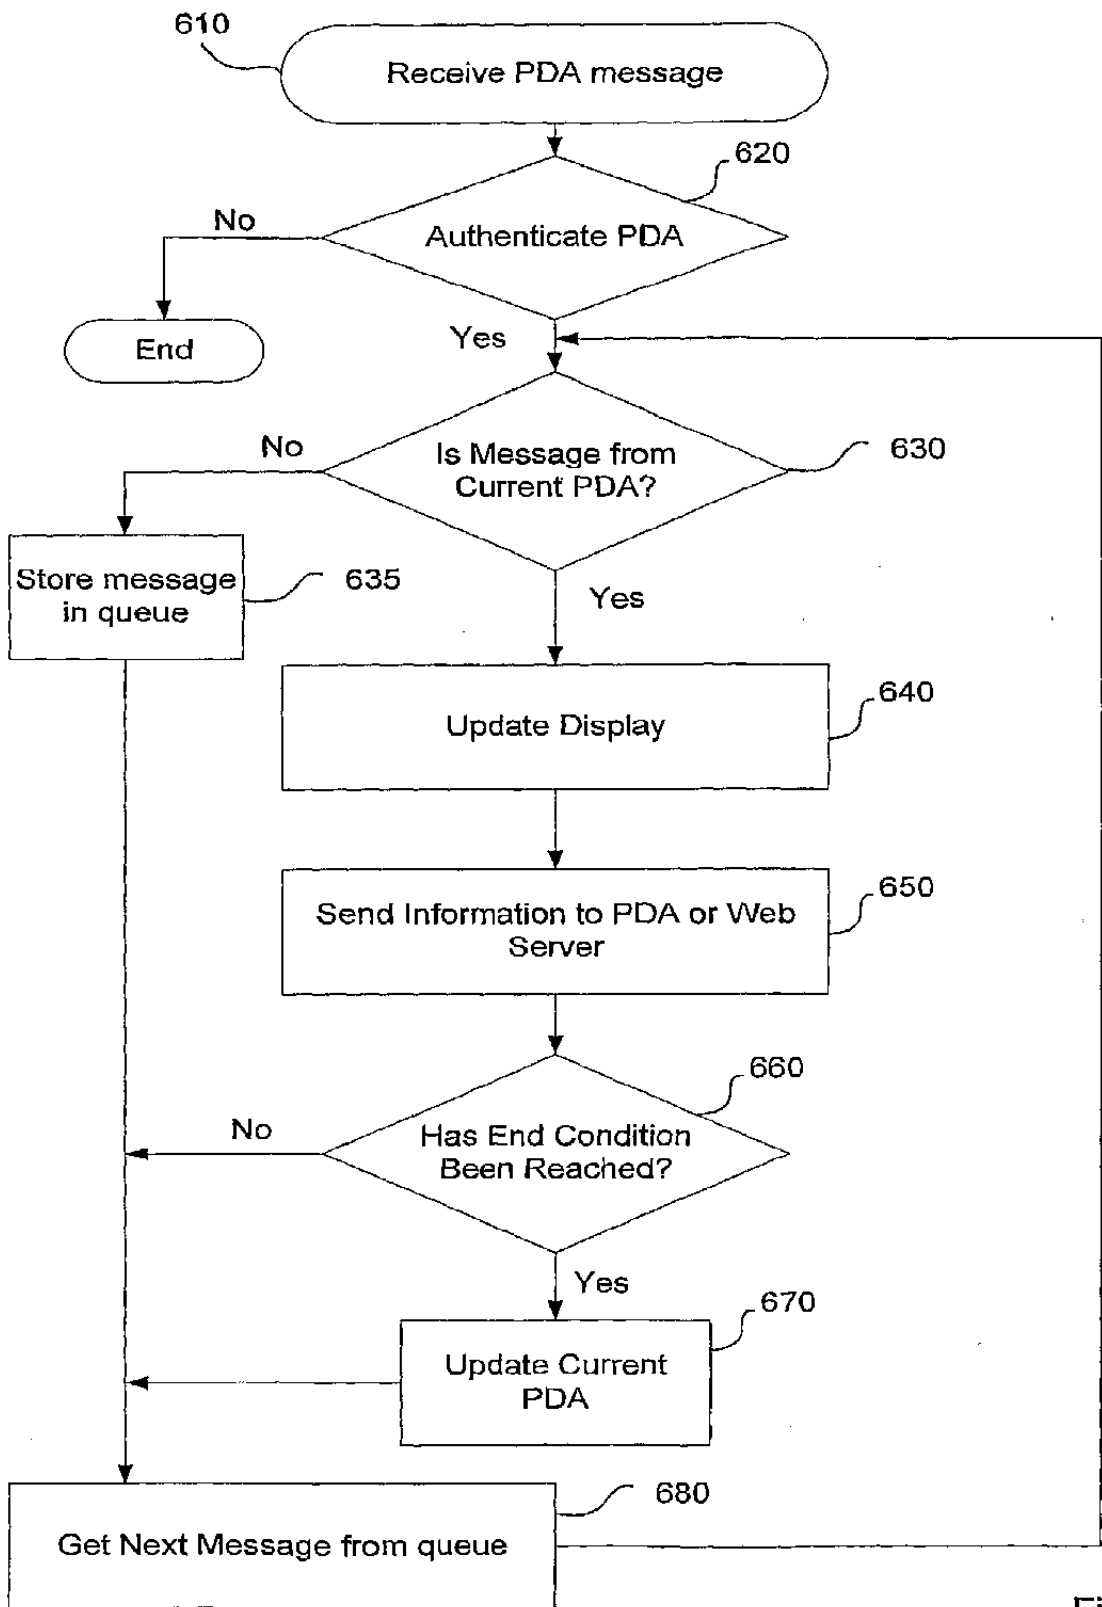 610
Receive PDA message
620
No
Authenticate PDA
End
Yes
No
Is Message from
Current PDA?
630
Store message
in queue
635
Yes
640
Update Display
650
Send Information to PDA or Web
Server
660
No
Has End Condition
Been Reached?
Yes
670
Update Current
PDA
680
Get Next Message from queue